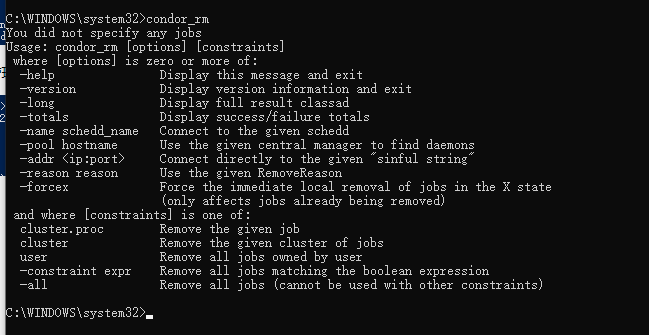 C:\WINDOWS\system32>condor_rm
You did not specify any jobs
Usage: condor_rm [options] [constraints]
 where [options] is zero or more of:
  -help               Display this message and exit
  -version            Display version information and exit
  -long               Display full result classad
  -totals             Display success/failure totals
  -name schedd_name   Connect to the given schedd
  -pool hostname      Use the given central manager to find daemons
  -addr <ip:port>     Connect directly to the given "sinful string"
  -reason reason      Use the given RemoveReason
  -forcex             Force the immediate local removal of jobs in the X state
                      (only affects jobs already being removed)
 and where [constraints] is one of:
  cluster.proc        Remove the given job
  cluster             Remove the given cluster of jobs
  user                Remove all jobs owned by user
  -constraint expr    Remove all jobs matching the boolean expression
  -all                Remove all jobs (cannot be used with other constraints)
C:\WINDOWS\system32>